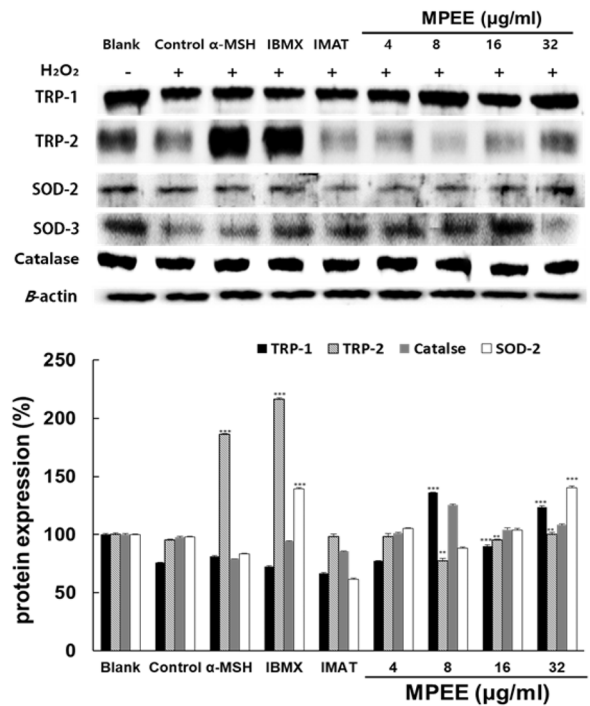 MPEE (μg/ml)
Blank Control α-MSH IBMX IMAT 4 8 16 32
H₂O₂ - + + + + + + + +
TRP-1
TRP-2
SOD-2
SOD-3
Catalase
B-actin
TRP-1 TRP-2 Catalse SOD-2
250
200
150
100
50
0
protein expression (%)
***
***
***
***
**
***
**
***
**
***
Blank Control α-MSH IBMX IMAT 4 8 16 32
MPEE (μg/ml)